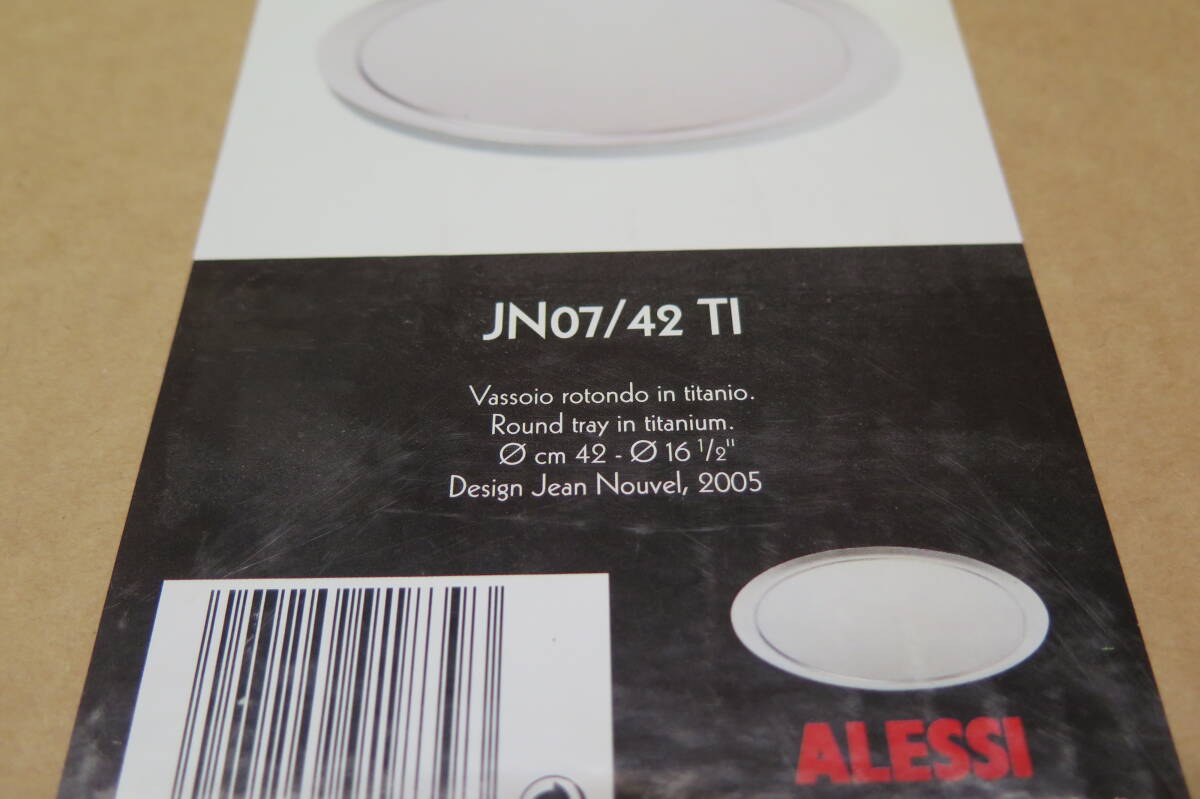 JN07/42 TI
Vassoio rotondo in titanio.
Round tray in titanium.
Ø cm 42 - Ø 16 1/2"
Design Jean Nouvel, 2005
ALESSI